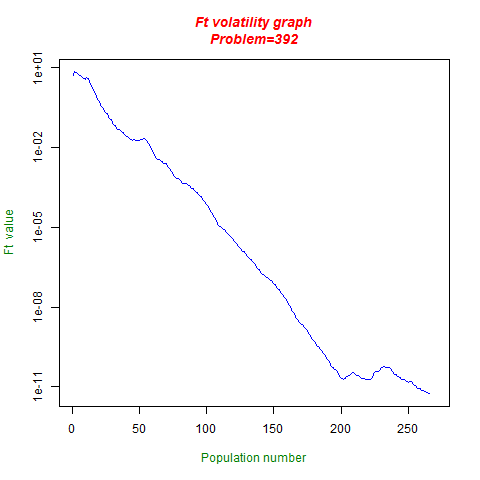 Ft volatility graph
Problem=392
1e+01
1e-02
1e-05
1e-08
1e-11
Ft value
0 50 100 150 200 250
Population number